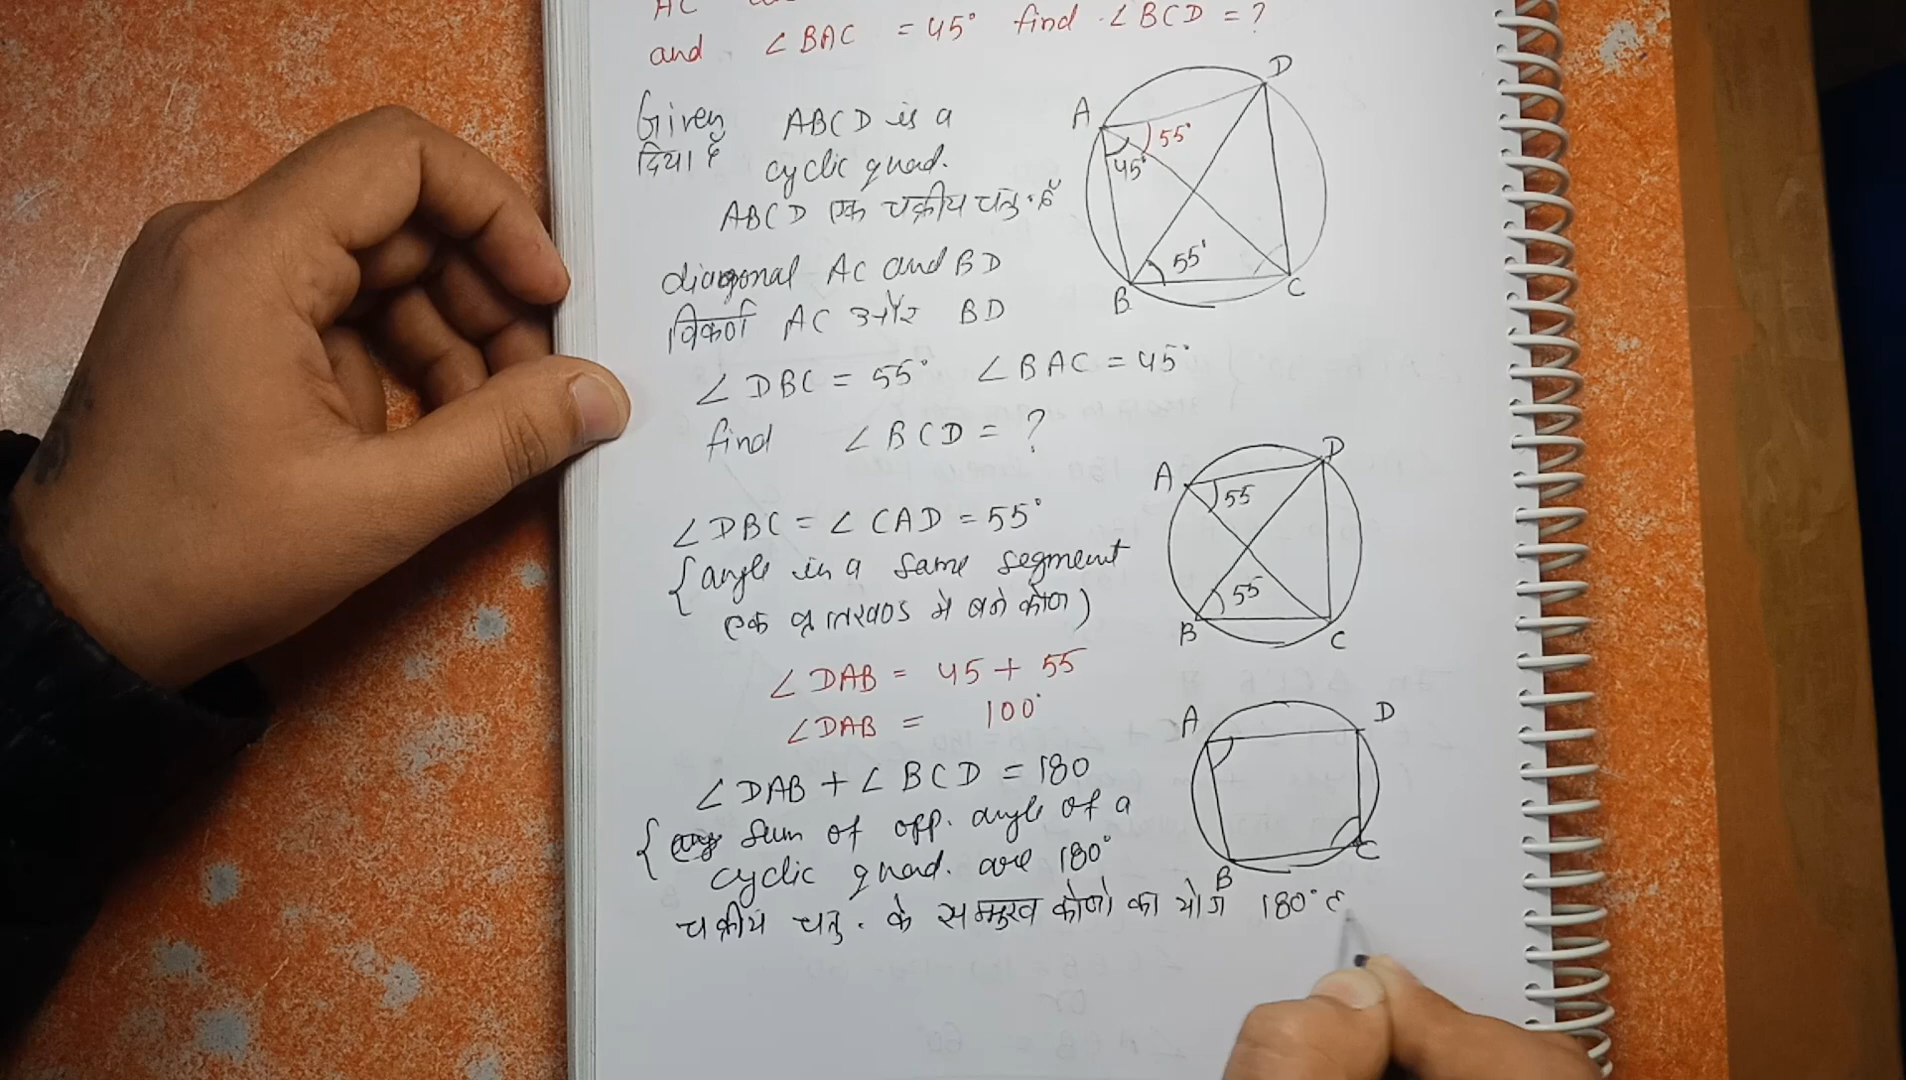 AC
and ∠BAC = 45° find ∠BCD = ?
Given ABCD is a
दिया है cyclic quad.
ABCD एक चक्रीय चतु. है
diagonal AC and BD
विकर्ण AC और BD
∠DBC = 55° ∠BAC = 45°
find ∠BCD = ?
∠DBC = ∠CAD = 55°
{angle in a same segment
एक वृतखण्ड मे बने कोण)
∠DAB = 45 + 55
∠DAB = 100°
∠DAB + ∠BCD = 180
{ sum of opp. angle of a
cyclic quad. are 180°
चक्रीय चतु. के सम्मुख कोणो का योग 180°
A D
55°
45°
55°
B C
A D
55
55
B C
A D
B C